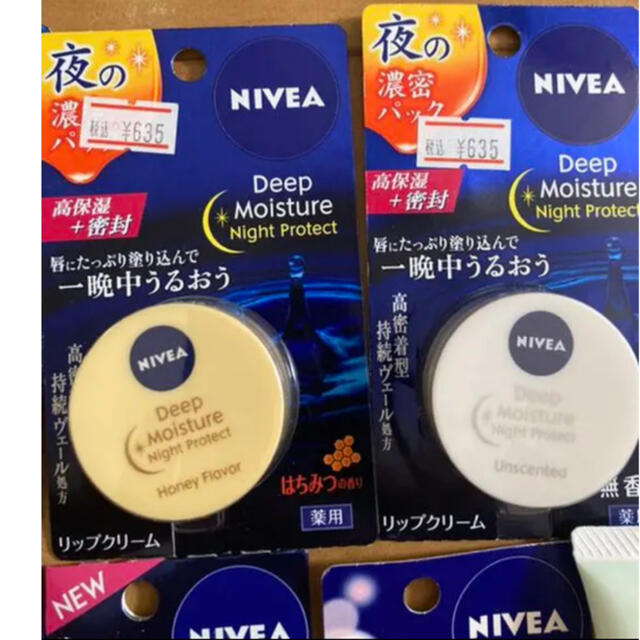 夜の
濃
パ
税込 ¥635
NIVEA
高保湿
+密封
Deep
Moisture
Night Protect
唇にたっぷり塗り込んで
一晩中うるおう
高密
持続ヴェール処方
NIVEA
Deep
Moisture
Night Protect
Honey Flavor
はちみつの香り
薬用
リップクリーム
夜の
濃密
パック
税込 ¥635
NIVEA
高保湿
+密封
Deep
Moisture
Night Protect
唇にたっぷり塗り込んで
一晩中うるおう
高密着型
持続ヴェール処方
NIVEA
Deep
Moisture
Night Protect
Unscented
無香
リップクリーム
NEW
NIVEA
NIVEA